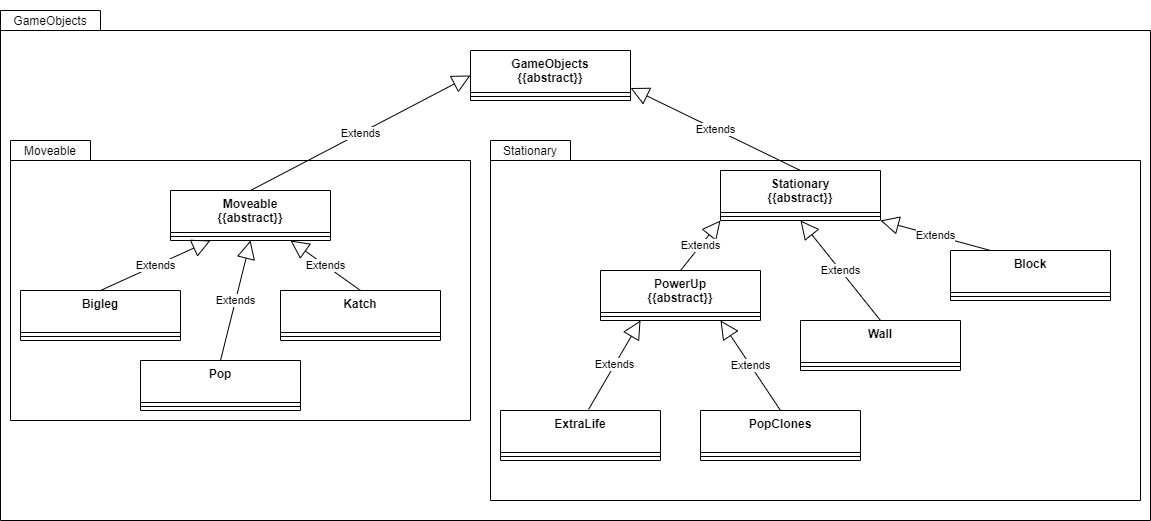 GameObjects
GameObjects
{{abstract}}
Extends
Extends
Moveable
Stationary
Moveable
{{abstract}}
Stationary
{{abstract}}
Extends
Extends
Extends
Extends
Extends
Extends
Bigleg
Katch
Pop
PowerUp
{{abstract}}
Block
Wall
Extends
Extends
ExtraLife
PopClones